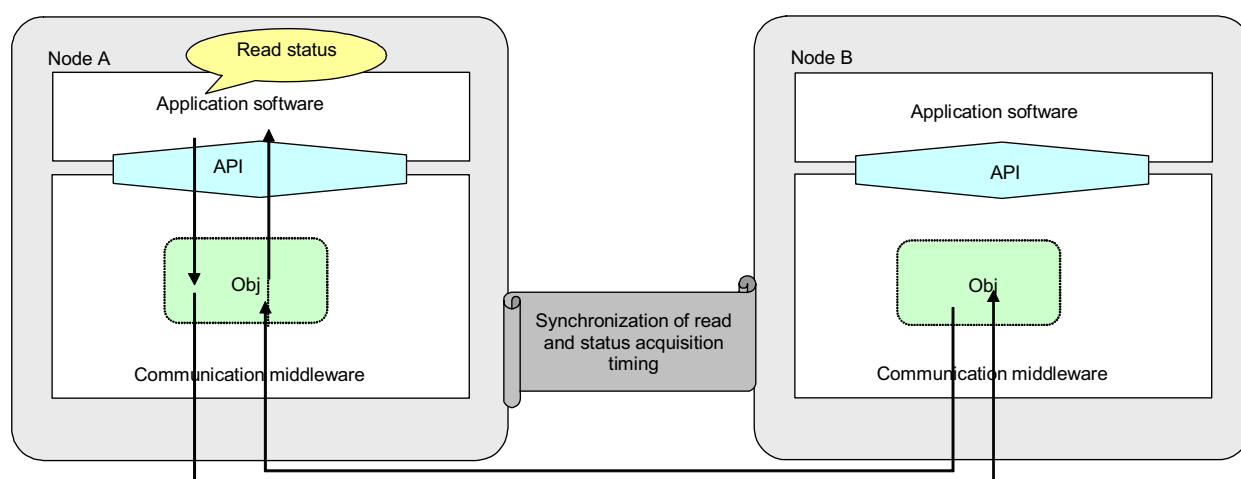 Node A
Read status
Application software
API
Obj
Communication middleware
Synchronization of read
and status acquisition
timing
Node B
Application software
API
Obj
Communication middleware